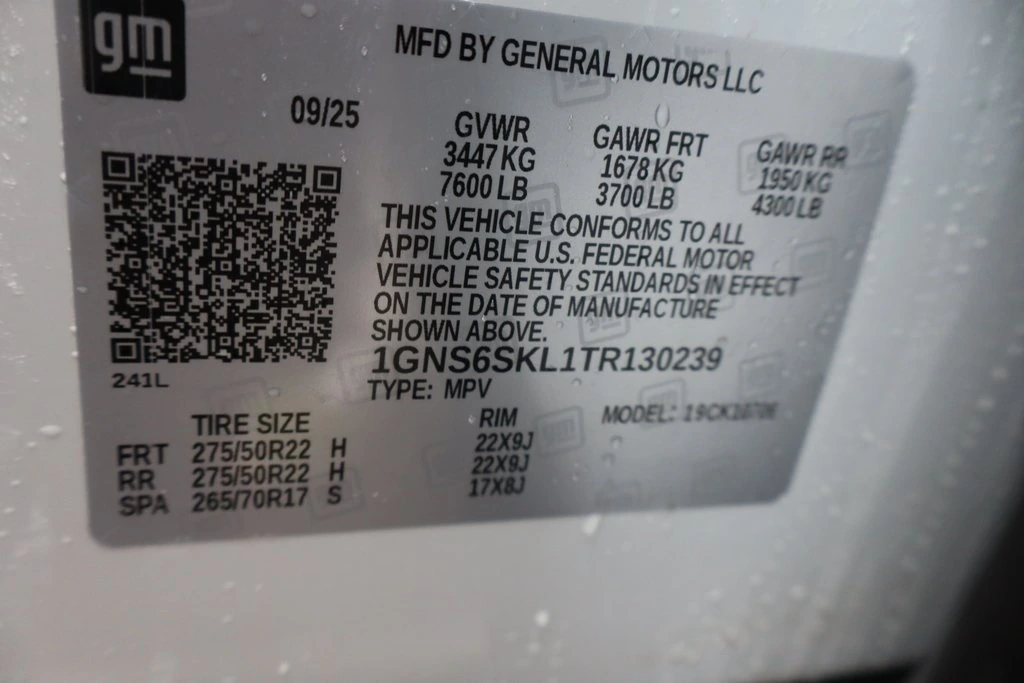 gm
MFD BY GENERAL MOTORS LLC
09/25
GVWR GAWR FRT GAWR RR
3447 KG 1678 KG 1950 KG
7600 LB 3700 LB 4300 LB
THIS VEHICLE CONFORMS TO ALL
APPLICABLE U.S. FEDERAL MOTOR
VEHICLE SAFETY STANDARDS IN EFFECT
ON THE DATE OF MANUFACTURE
SHOWN ABOVE.
1GNS6SKL1TR130239
241L
TYPE: MPV
TIRE SIZE RIM MODEL:
FRT 275/50R22 H 22X9J
RR 275/50R22 H 22X9J
SPA 265/70R17 S 17X8J